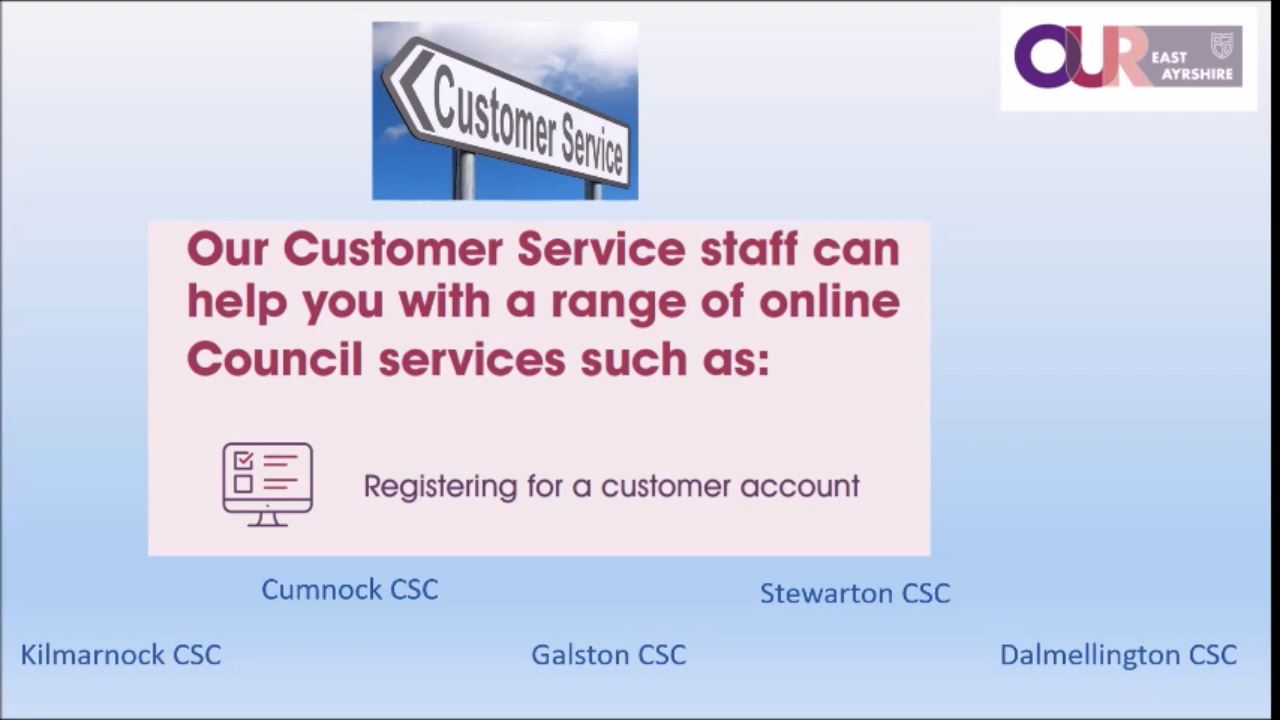 Customer Service
OUR EAST
AYRSHIRE
Our Customer Service staff can
help you with a range of online
Council services such as:
Registering for a customer account
Cumnock CSC
Stewarton CSC
Kilmarnock CSC
Galston CSC
Dalmellington CSC